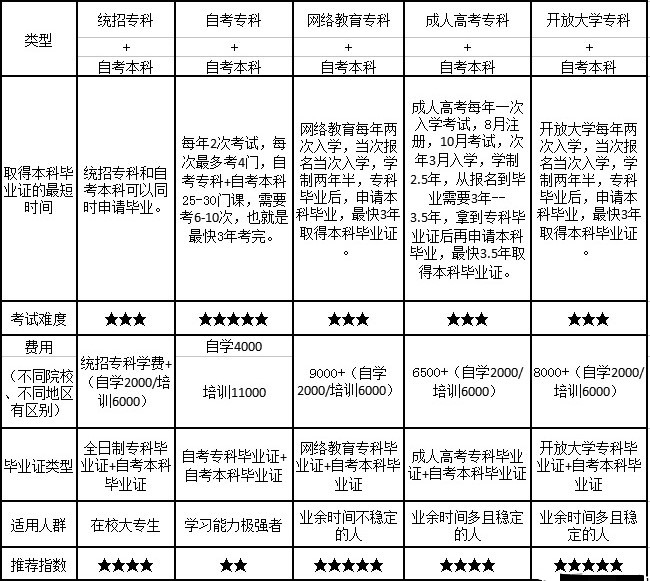 类型
统招专科
+
自考本科
自考专科
+
自考本科
网络教育专科
+
自考本科
成人高考专科
+
自考本科
开放大学专科
+
自考本科
取得本科毕
业证的最短
时间
统招专科和自
考本科可以同
时申请毕业。
每年2次考试，每
次最多考4门，自
考专科+自考本科
25-30门课，需要
考6-10次，也就是
最快3年考完。
网络教育每年两
次入学，当次报
名当次入学，学
制两年半，专科
毕业后，申请本
科毕业，最快3年
取得本科毕业证
。
成人高考每年一次
入学考试，8月注
册，10月考试，次
年3月入学，学制
2.5年，从报名到毕
业需要3年--
3.5年，拿到专科毕
业证后再申请本科
毕业，最快3.5年取
得本科毕业证。
开放大学每年两
次入学，当次报
名当次入学，学
制两年半，专科
毕业后，申请本
科毕业，最快3年
取得本科毕业证
。
考试难度
★★★
★★★★★
★★★
★★★
★★★
费用
（不同院校
、不同地区
有区别）
统招专科学费+
（自学2000/培
训6000）
自学4000
培训11000
9000+（自学
2000/培训6000）
6500+（自学2000/
培训6000）
8000+（自学2000/
培训6000）
毕业证类型
全日制专科毕
业证+自考本科
毕业证
自考专科毕业证+
自考本科毕业证
网络教育专科毕
业证+自考本科毕
业证
成人高考专科毕业
证+自考本科毕业证
开放大学专科毕
业证+自考本科毕
业证
适用人群
在校大专生
学习能力极强者
业余时间不稳定
的人
业余时间多且稳定
的人
业余时间多且稳
定的人
推荐指数
★★★★
★★
★★★★★
★★★★
★★★★★